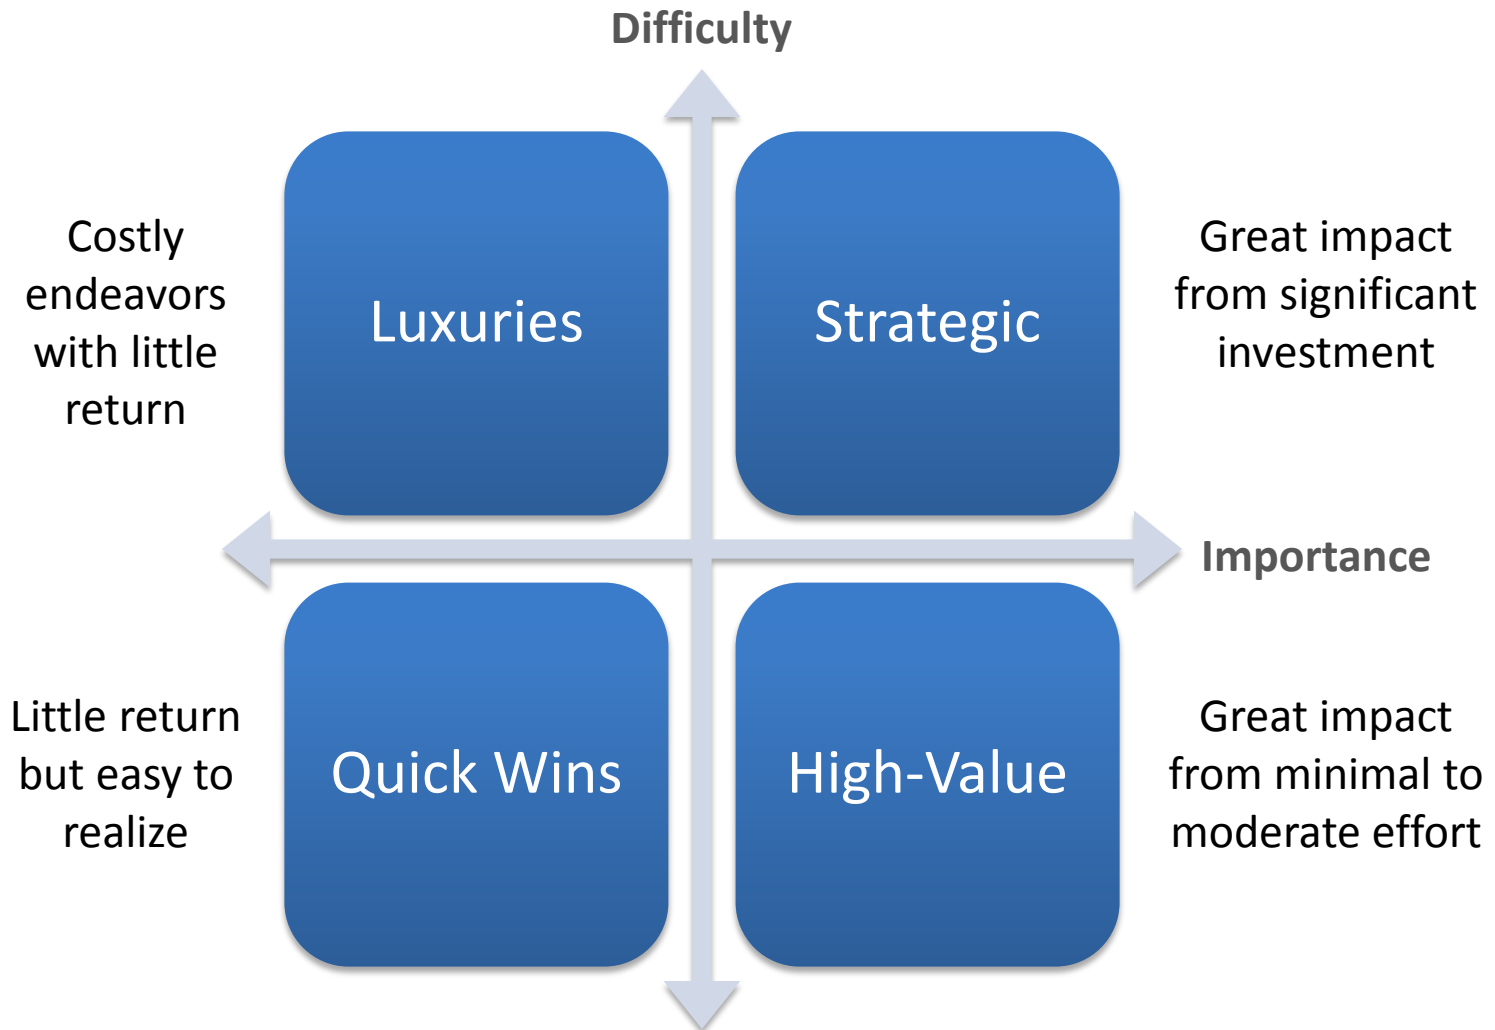 Difficulty
Costly
endeavors
with little
return
Luxuries
Strategic
Great impact
from significant
investment
Importance
Little return
but easy to
realize
Quick Wins
High-Value
Great impact
from minimal to
moderate effort